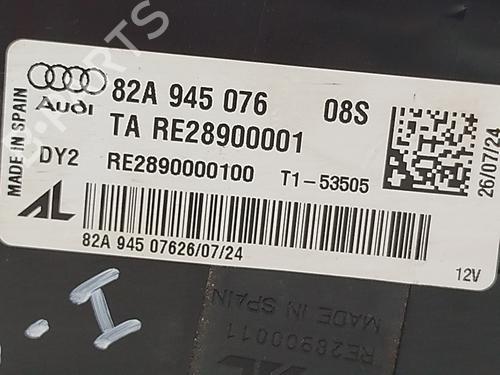 MADE IN SPAIN
Audi
82A 945 076 08S
TA RE28900001
DY2 RE2890000100 T1-53505
26/07/24
AL
82A 945 07626/07/24
12V
.I
MADE IN SPAIN
RE28900011
AL